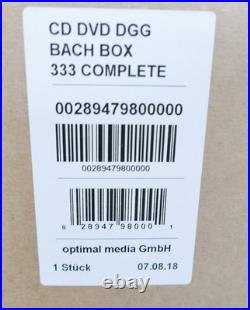 CD DVD DGG
BACH BOX
333 COMPLETE
00289479800000
00289479800000
6 28947 98000 1
optimal media GmbH
1 Stück 07.08.18